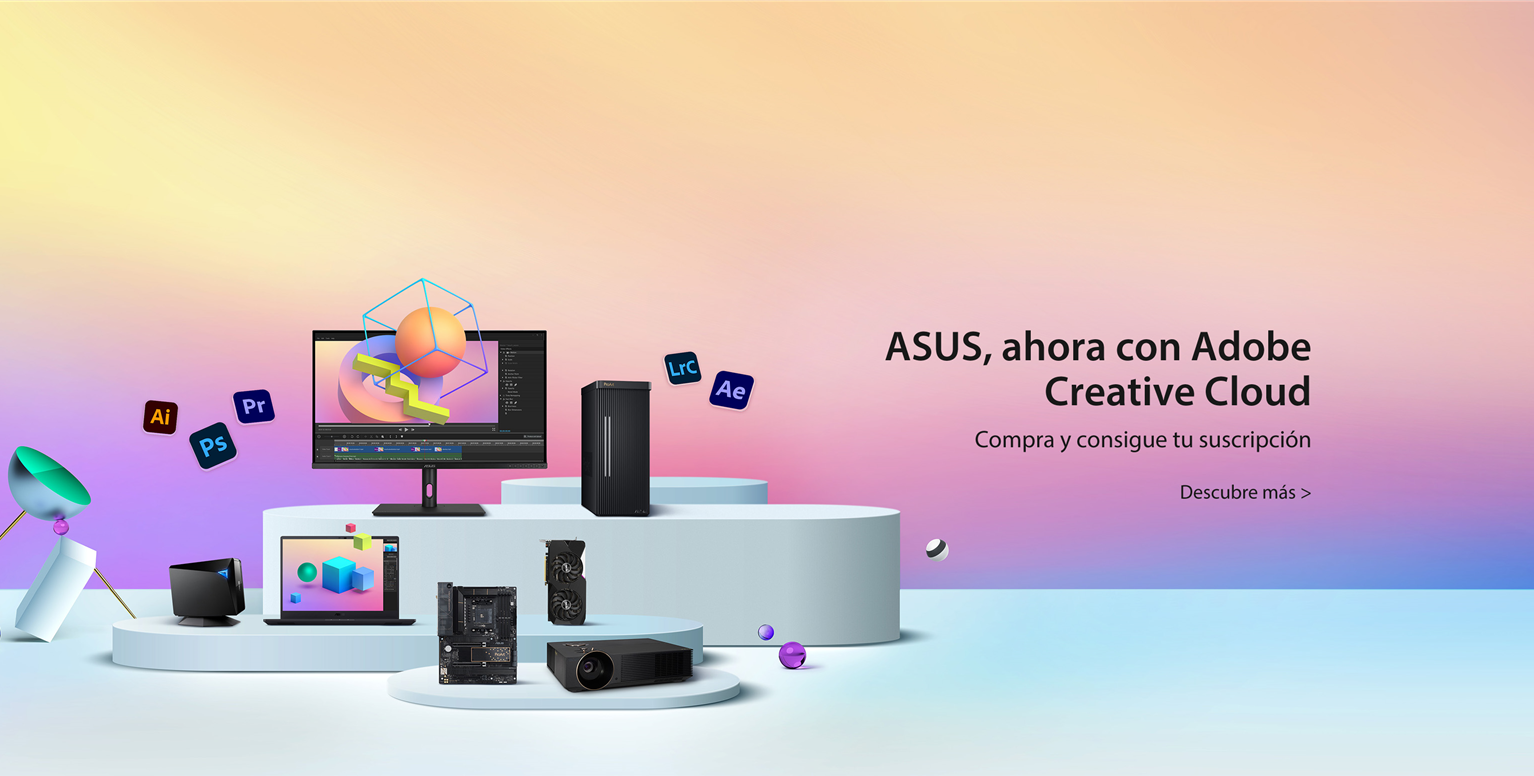 ASUS, ahora con Adobe
Creative Cloud
Compra y consigue tu suscripción
Descubre más >
Ai
Ps
Pr
LrC
Ae